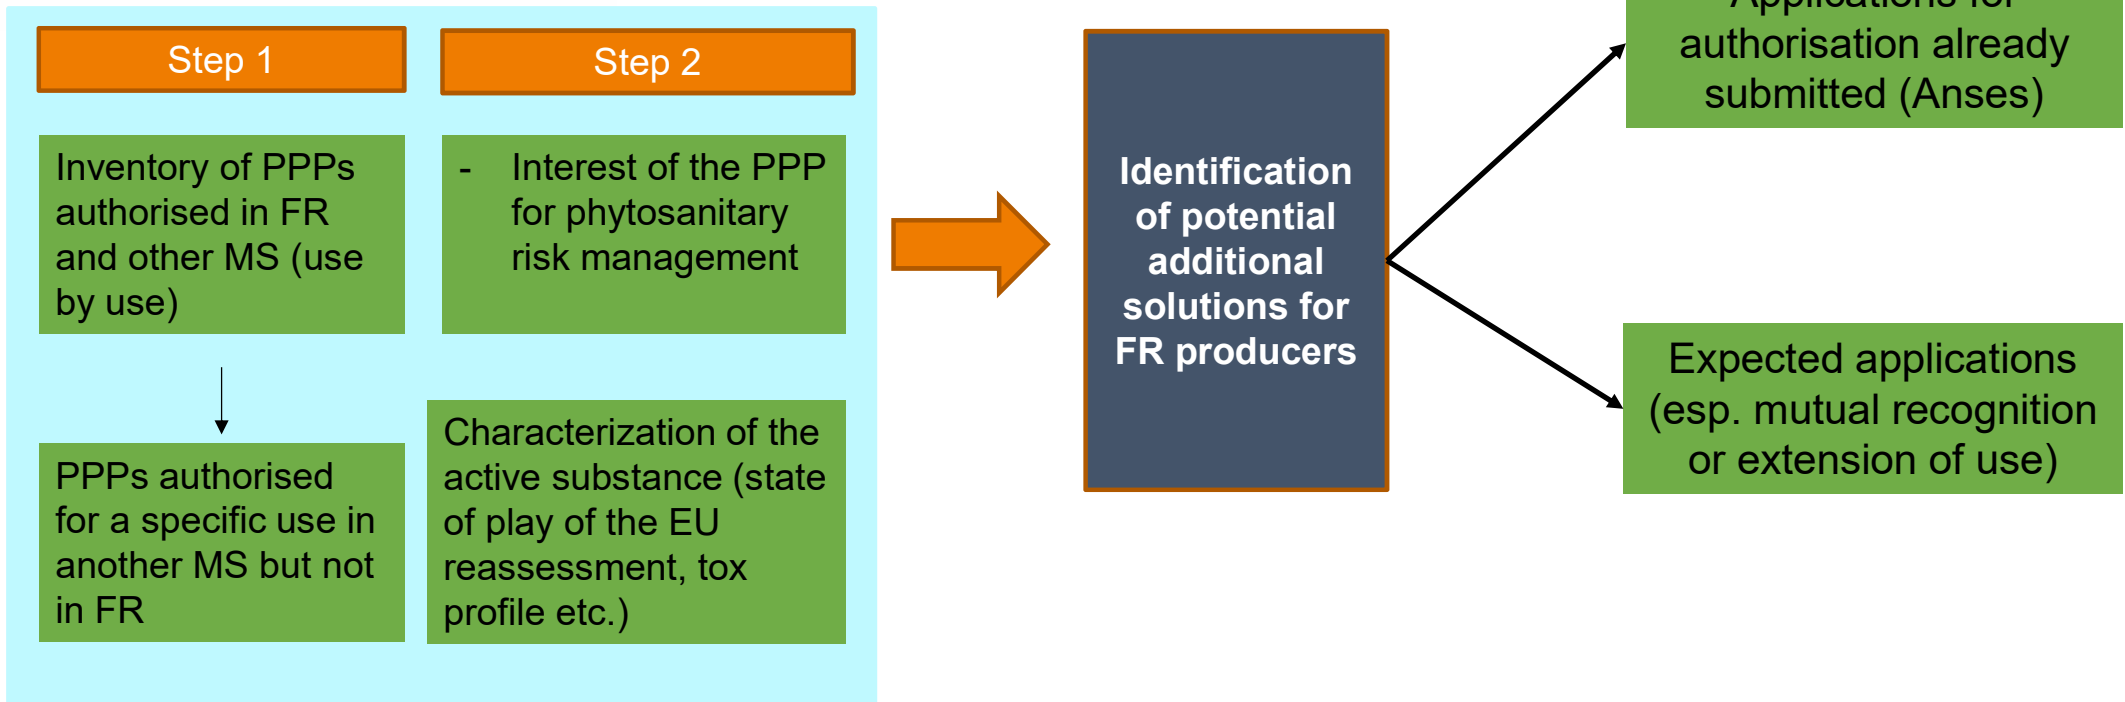 Step 1
Inventory of PPPs
authorised in FR
and other MS (use
by use)
PPPs authorised
for a specific use in
another MS but not
in FR
Step 2
- Interest of the PPP
for phytosanitary
risk management
Characterization of the
active substance (state
of play of the EU
reassessment, tox
profile etc.)
Identification
of potential
additional
solutions for
FR producers
Applications for
authorisation already
submitted (Anses)
Expected applications
(esp. mutual recognition
or extension of use)